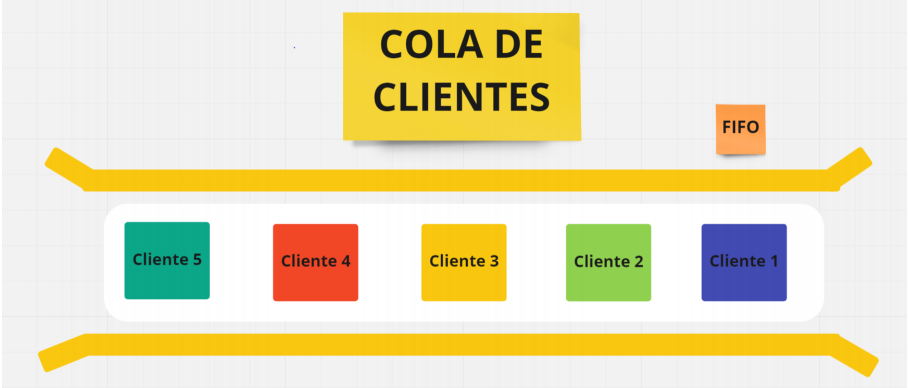 COLA DE
CLIENTES
FIFO
Cliente 5
Cliente 4
Cliente 3
Cliente 2
Cliente 1